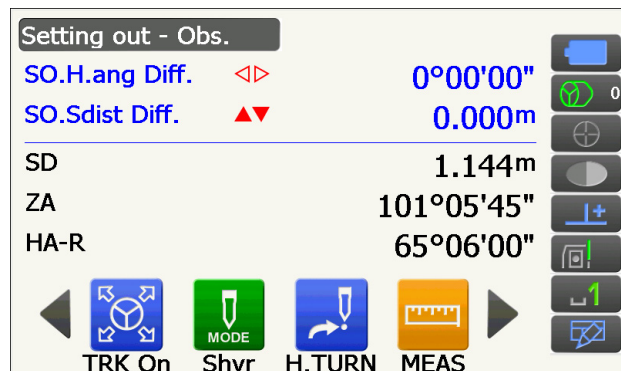 Setting out - Obs.
SO.H.ang Diff. 0°00'00"
SO.Sdist Diff. 0.000m
0
SD 1.144m
ZA 101°05'45"
HA-R 65°06'00"
1
MODE
TRK On Shvr H.TURN MEAS